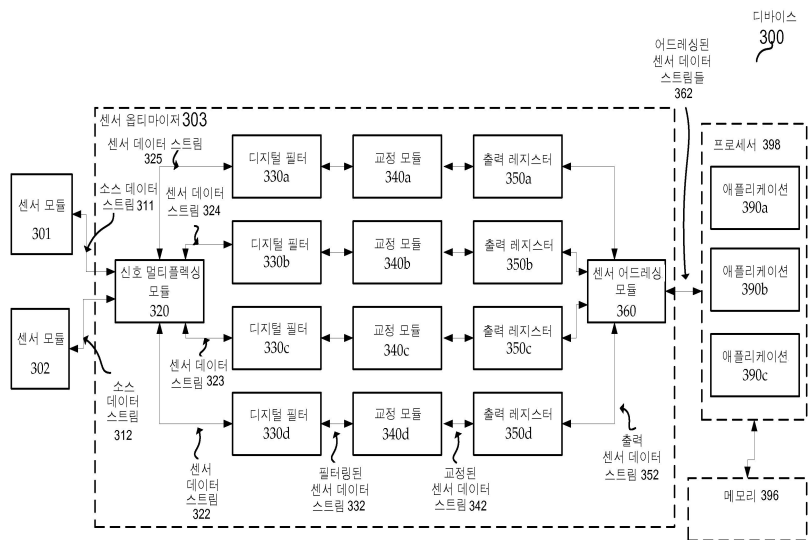 디바이스
300
어드레싱된
센서 데이터
스트림들
362
센서 옵티마이저 303
센서 데이터 스트림
325
디지털 필터
330a
교정 모듈
340a
출력 레지스터
350a
프로세서 398
애플리케이션
390a
센서 모듈
301
소스 데이터
스트림 311
센서 데이터
스트림 324
디지털 필터
330b
교정 모듈
340b
출력 레지스터
350b
신호 멀티플렉싱
모듈
320
센서 어드레싱
모듈
360
애플리케이션
390b
센서 모듈
302
디지털 필터
330c
교정 모듈
340c
출력 레지스터
350c
애플리케이션
390c
센서 데이터
스트림
323
소스
데이터
스트림
312
디지털 필터
330d
교정 모듈
340d
출력 레지스터
350d
센서
데이터
스트림
322
필터링된
센서 데이터
스트림 332
교정된
센서 데이터
스트림 342
출력
센서 데이터
스트림 352
메모리 396